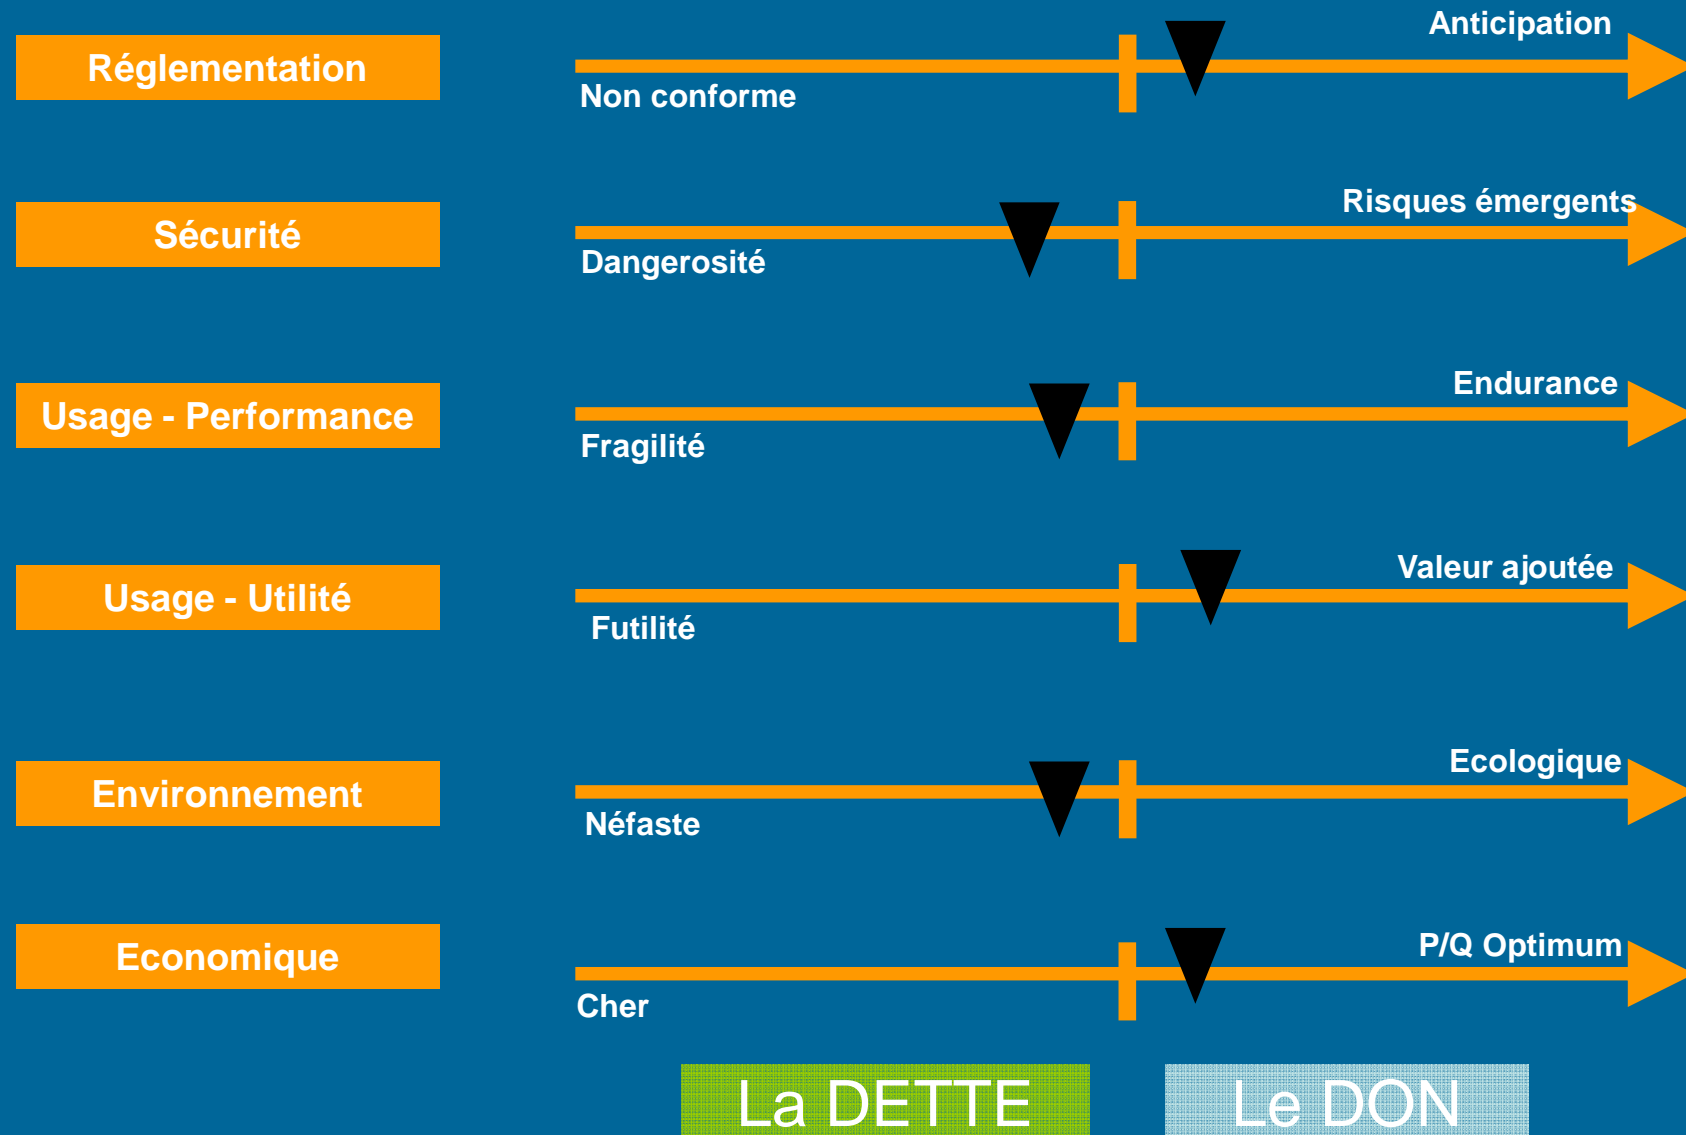 Anticipation
Réglementation
Non conforme
Risques émergents
Sécurité
Dangerosité
Endurance
Usage - Performance
Fragilité
Valeur ajoutée
Usage - Utilité
Futilité
Ecologique
Environnement
Néfaste
P/Q Optimum
Economique
Cher
La DETTE
Le DON